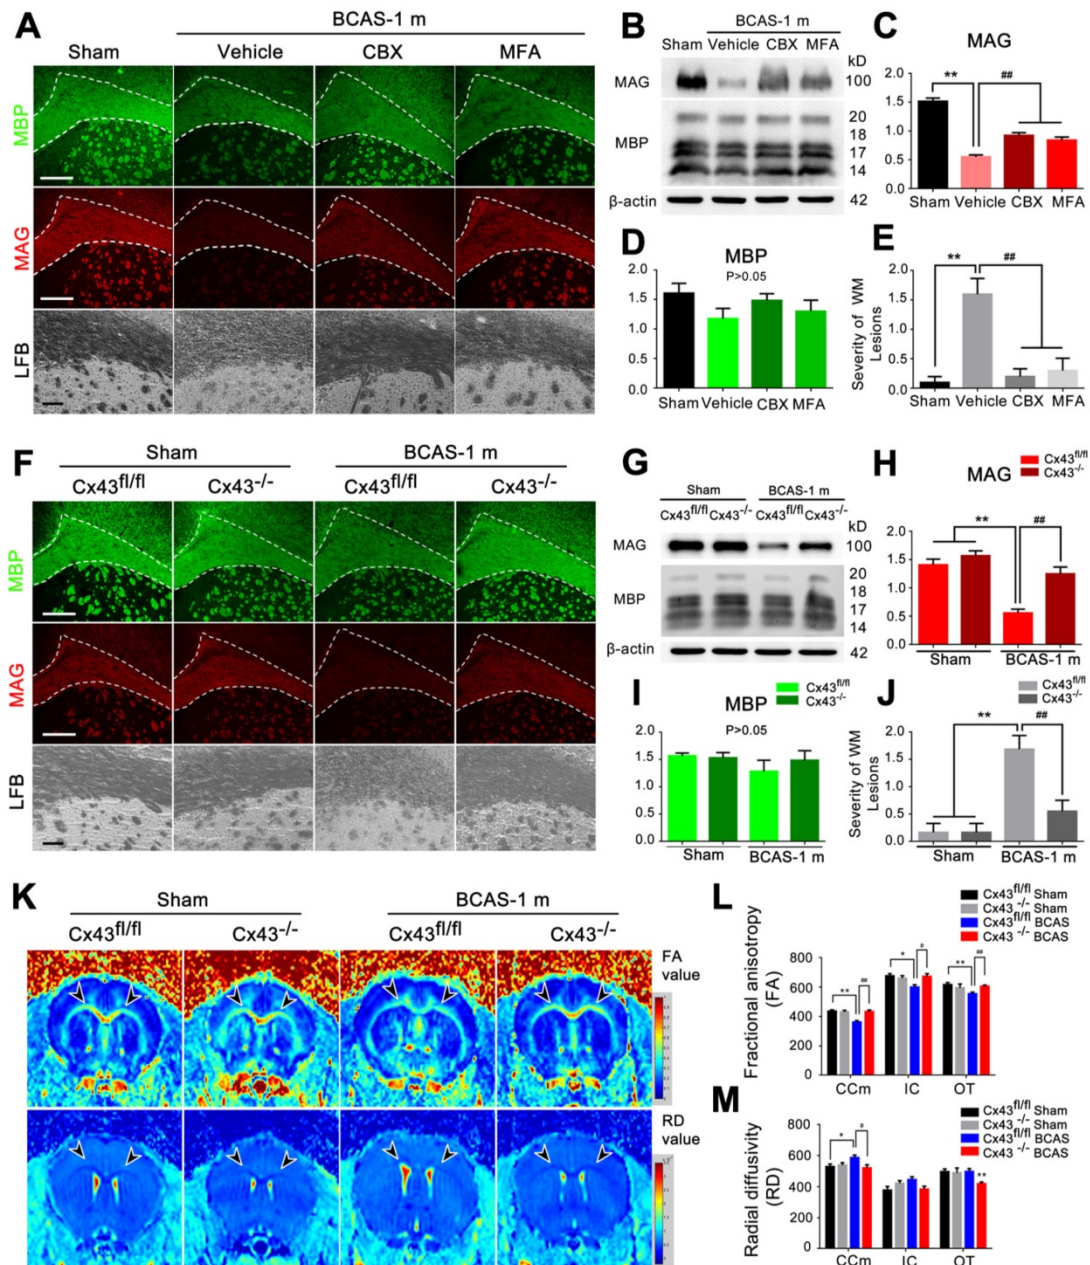 A
BCAS-1 m
Sham Vehicle CBX MFA
MBP
MAG
LFB
B
BCAS-1 m
Sham Vehicle CBX MFA
kD
MAG 100
20
18
MBP
17
14
β-actin 42
C
MAG
** ##
2.0
1.5
1.0
0.5
0.0
Sham Vehicle CBX MFA
D
MBP
P>0.05
2.0
1.5
1.0
0.5
0.0
Sham Vehicle CBX MFA
E
Severity of WM
Lesions
** ##
2.0
1.5
1.0
0.5
0.0
Sham Vehicle CBX MFA
F
Sham BCAS-1 m
Cx43fl/fl Cx43-/- Cx43fl/fl Cx43-/-
MBP
MAG
LFB
G
Sham BCAS-1 m
Cx43fl/fl Cx43-/- Cx43fl/fl Cx43-/-
kD
MAG 100
20
18
MBP
17
14
β-actin 42
H
Cx43fl/fl
Cx43-/-
MAG
** ##
2.0
1.5
1.0
0.5
0.0
Sham BCAS-1 m
I
Cx43fl/fl
Cx43-/-
MBP
P>0.05
2.0
1.5
1.0
0.5
0.0
Sham BCAS-1 m
J
Cx43fl/fl
Cx43-/-
Severity of WM
Lesions
** ##
2.0
1.5
1.0
0.5
0.0
Sham BCAS-1 m
K
Sham BCAS-1 m
Cx43fl/fl Cx43-/- Cx43fl/fl Cx43-/-
FA
value
RD
value
L
Cx43fl/fl Sham
Cx43-/- Sham
Cx43fl/fl BCAS
Cx43-/- BCAS
Fractional anisotropy
(FA)
** ## * # ** ##
800
600
400
200
0
CCm IC OT
M
Cx43fl/fl Sham
Cx43-/- Sham
Cx43fl/fl BCAS
Cx43-/- BCAS
Radial diffusivity
(RD)
* # **
800
600
400
200
0
CCm IC OT